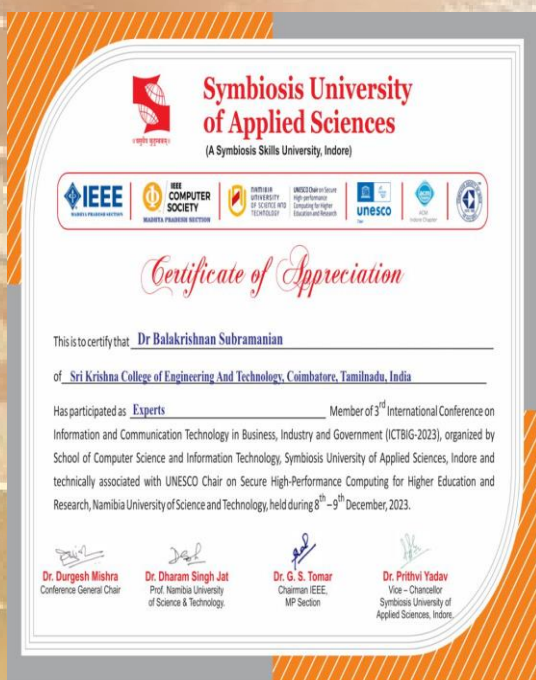 Symbiosis University
of Applied Sciences
(A Symbiosis Skills University, Indore)
IEEE
MADHYA PRADESH SECTION
IEEE
COMPUTER
SOCIETY
MADHYA PRADESH SECTION
NAMIBIA
UNIVERSITY
OF SCIENCE AND
TECHNOLOGY
UNESCO Chair on Secure
High-performance
Computing for Higher
Education and Research
unesco
Chair
acm
ACM
Indore Chapter
Certificate of Appreciation
This is to certify that Dr Balakrishnan Subramanian
of Sri Krishna College of Engineering And Technology, Coimbatore, Tamilnadu, India
Has participated as Experts Member of 3rd International Conference on
Information and Communication Technology in Business, Industry and Government (ICTBIG-2023), organized by
School of Computer Science and Information Technology, Symbiosis University of Applied Sciences, Indore and
technically associated with UNESCO Chair on Secure High-Performance Computing for Higher Education and
Research, Namibia University of Science and Technology, held during 8th – 9th December, 2023.
Dr. Durgesh Mishra
Conference General Chair
Dr. Dharam Singh Jat
Prof. Namibia University
of Science & Technology.
Dr. G. S. Tomar
Chairman IEEE,
MP Section
Dr. Prithvi Yadav
Vice – Chancellor
Symbiosis University of
Applied Sciences, Indore.